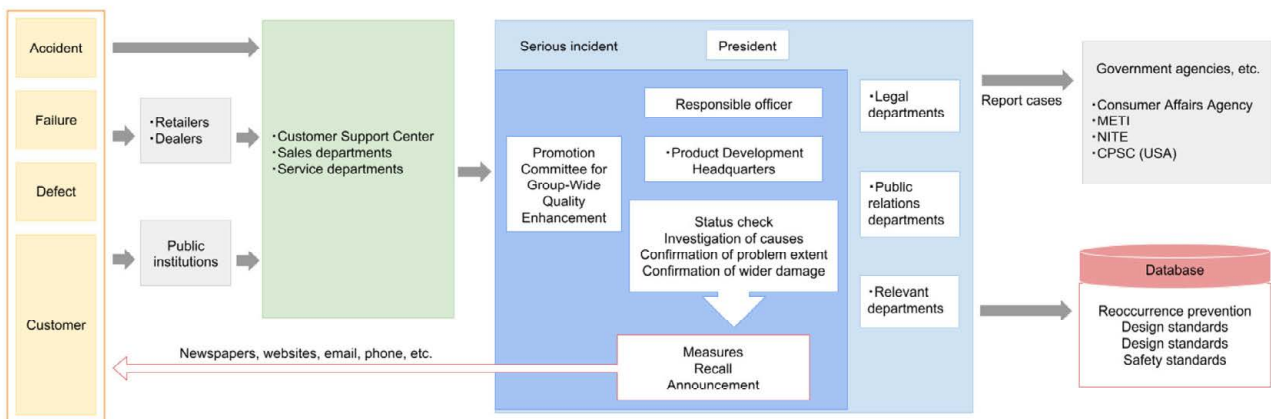 Accident
Failure
Defect
Customer
・Retailers
・Dealers
Public
institutions
・Customer Support Center
・Sales departments
・Service departments
Serious incident
President
Responsible officer
Promotion
Committee for
Group-Wide
Quality
Enhancement
・Product Development
Headquarters
Status check
Investigation of causes
Confirmation of problem extent
Confirmation of wider damage
Measures
Recall
Announcement
Newspapers, websites, email, phone, etc.
・Legal
departments
・Public
relations
departments
・Relevant
departments
Report cases
Government agencies, etc.
・Consumer Affairs Agency
・METI
・NITE
・CPSC (USA)
Database
Reoccurrence prevention
Design standards
Design standards
Safety standards